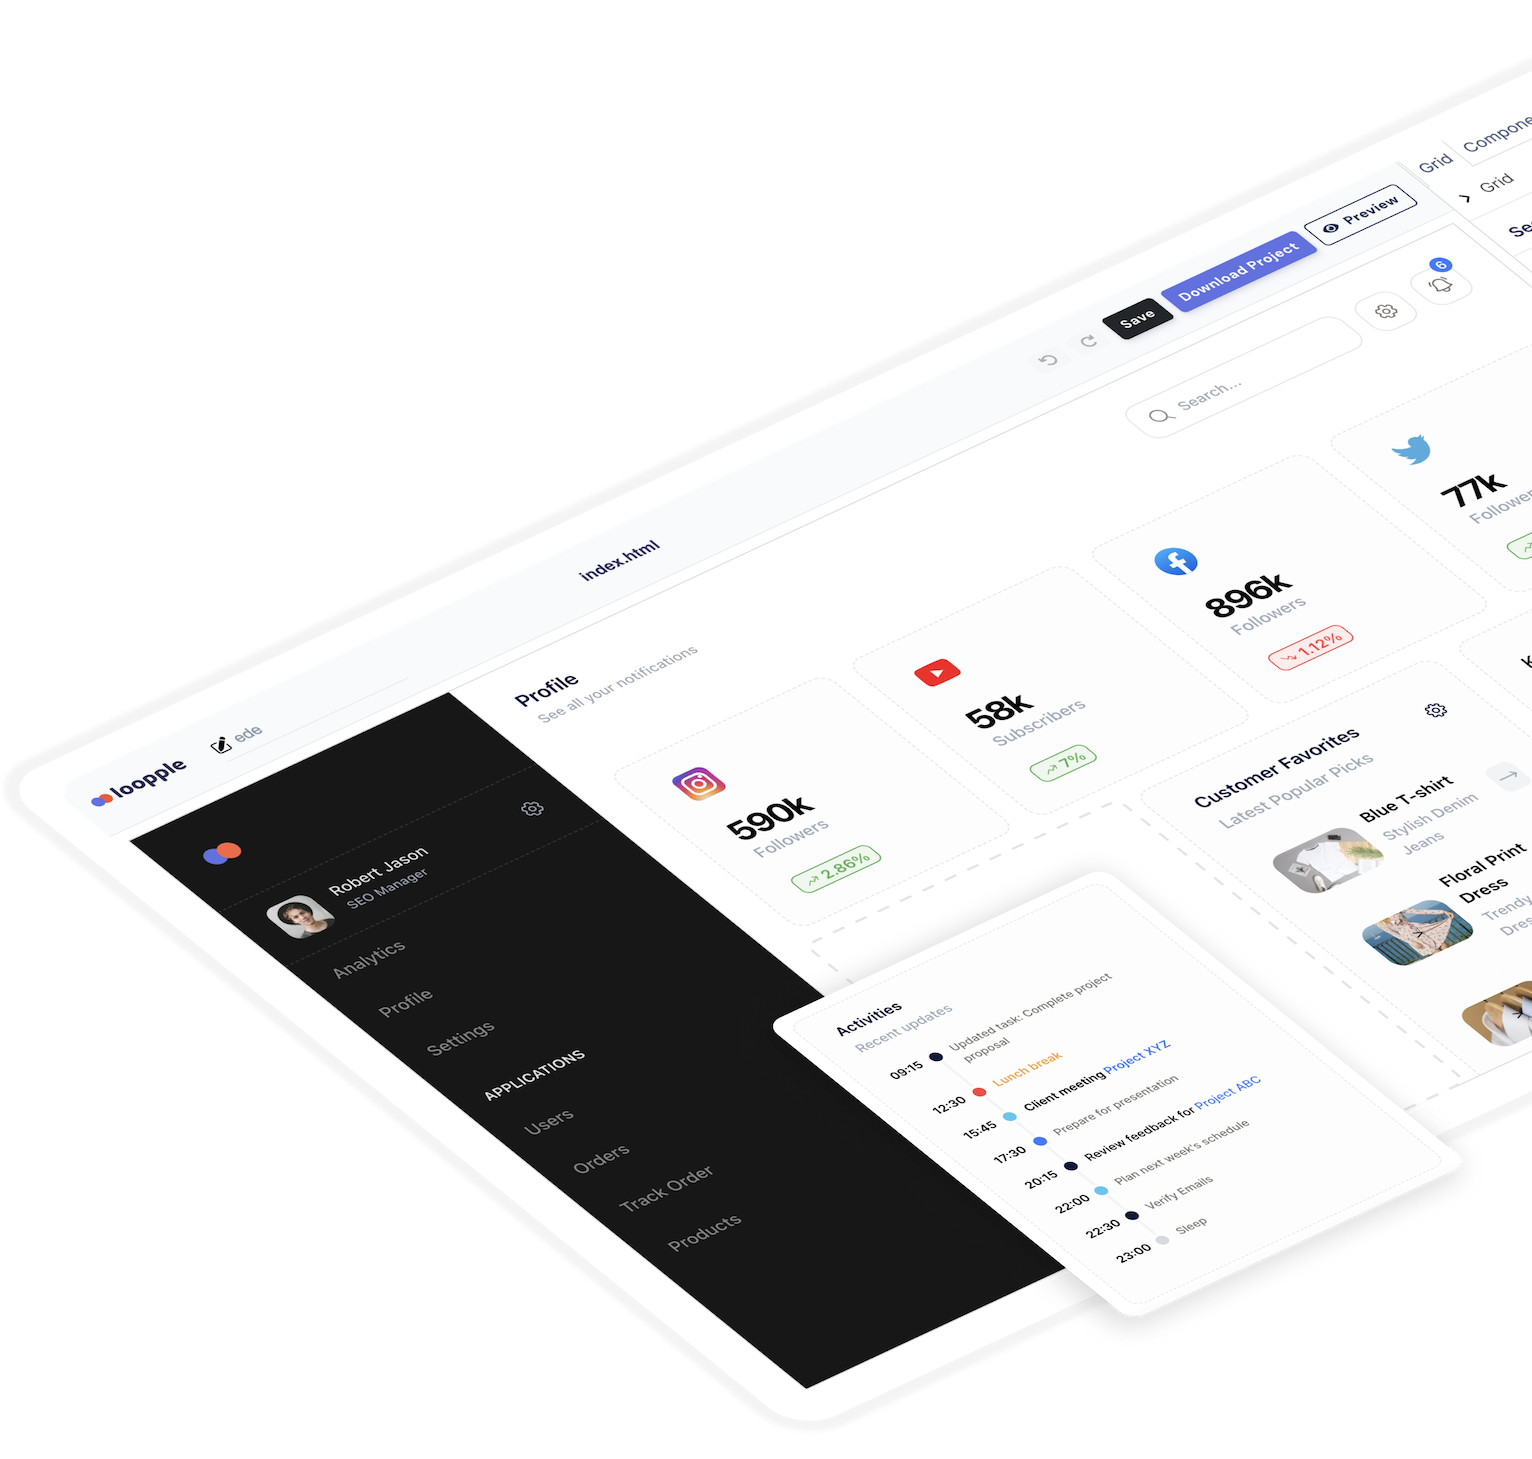 loopple
ede
index.html
Save
Download Project
Preview
Grid
Grid
Search...
6
Profile
See all your notifications
590k
Followers
2.86%
58k
Subscribers
7%
896k
Followers
1.12%
77k
Customer Favorites
Latest Popular Picks
Blue T-shirt
Stylish Denim
Jeans
Floral Print
Dress
Robert Jason
SEO Manager
Analytics
Profile
Settings
APPLICATIONS
Users
Orders
Track Order
Products
Activities
Recent updates
09:15 Updated task: Complete project
proposal
12:30 Lunch break
15:45 Client meeting Project XYZ
17:30 Prepare for presentation
20:15 Review feedback for Project ABC
22:00 Plan next week's schedule
22:30 Verify Emails
23:00 Sleep